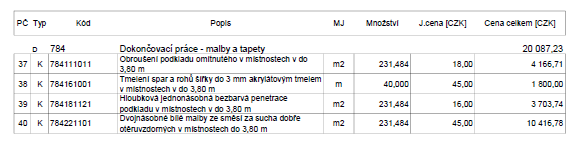 PČ Typ Kód Popis MJ Množství J.cena [CZK] Cena celkem [CZK]
D 784 Dokončovací práce - malby a tapety 20 087,23
37 K 784111011 Obroušení podkladu omítnutého v místnostech v do 3,80 m m2 231,484 18,00 4 166,71
38 K 784161001 Tmelení spar a rohů šířky do 3 mm akrylátovým tmelem v místnostech v do 3,80 m m 40,000 45,00 1 800,00
39 K 784181121 Hloubková jednonásobná bezbarvá penetrace podkladu v místnostech v do 3,80 m m2 231,484 16,00 3 703,74
40 K 784221101 Dvojnásobné bílé malby ze směsí za sucha dobře otěruvzdorných v místnostech do 3,80 m m2 231,484 45,00 10 416,78